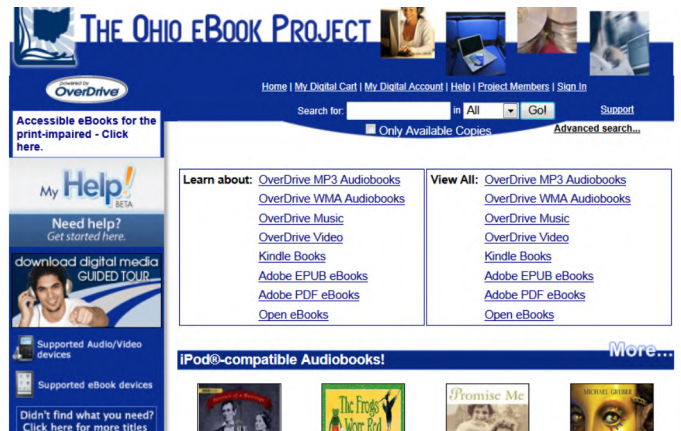 THE OHIO EBOOK PROJECT
powered by
OverDrive
Home | My Digital Cart | My Digital Account | Help | Project Members | Sign In
Search for: in All Go! Support
Only Available Copies Advanced search...
Accessible eBooks for the
print-impaired - Click
here.
My Help!
BETA
Need help?
Get started here.
download digital media
GUIDED TOUR
Supported Audio/Video
devices
Supported eBook devices
Didn't find what you need?
Click here for more titles
Learn about: OverDrive MP3 Audiobooks
OverDrive WMA Audiobooks
OverDrive Music
OverDrive Video
Kindle Books
Adobe EPUB eBooks
Adobe PDF eBooks
Open eBooks
View All: OverDrive MP3 Audiobooks
OverDrive WMA Audiobooks
OverDrive Music
OverDrive Video
Kindle Books
Adobe EPUB eBooks
Adobe PDF eBooks
Open eBooks
iPod®-compatible Audiobooks!
More...
Portrait of a Marriage
The Frogs
Wore Red
Promise Me
MICHAEL GRUBER